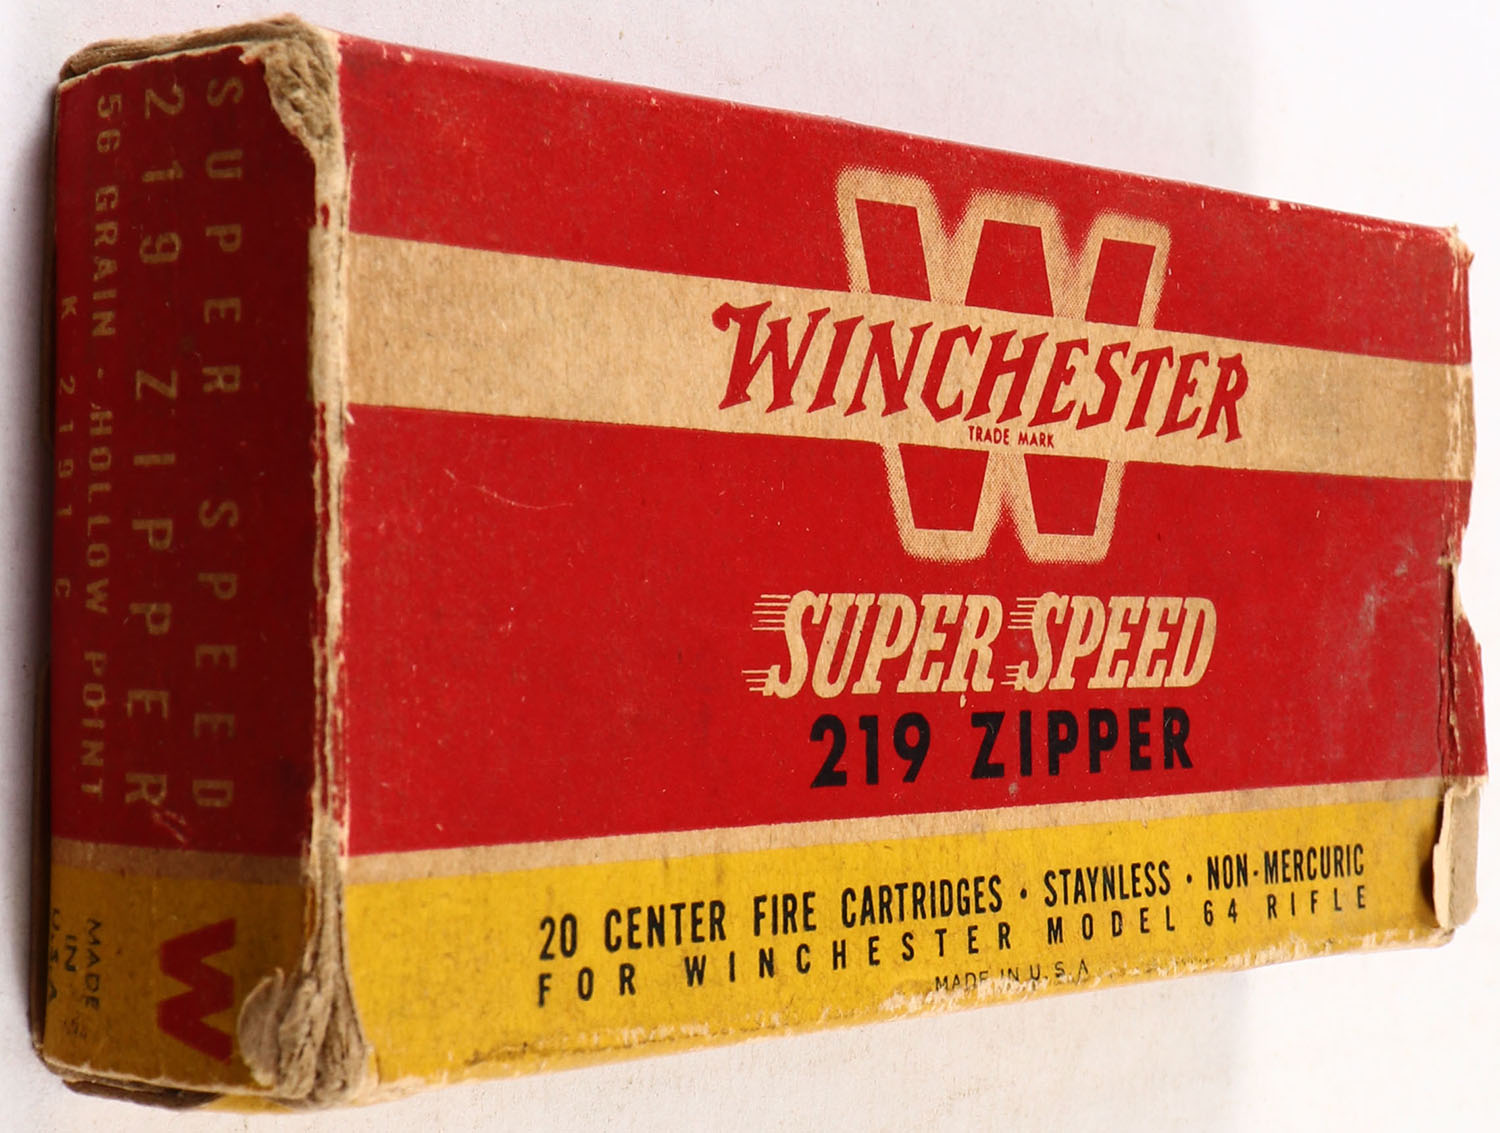 W
WINCHESTER
TRADE MARK
SUPER SPEED
219 ZIPPER
20 CENTER FIRE CARTRIDGES · STAYNLESS · NON-MERCURIC
FOR WINCHESTER MODEL 64 RIFLE
MADE IN U.S.A
SUPER SPEED
219 ZIPPER
56 GRAIN - HOLLOW POINT
K 2191 C
W
MADE
IN
U.S.A.